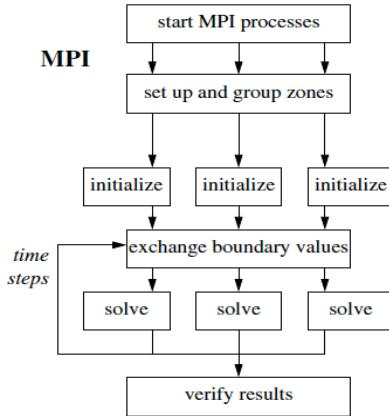 start MPI processes
MPI
set up and group zones
initialize
initialize
initialize
exchange boundary values
time
steps
solve
solve
solve
verify results